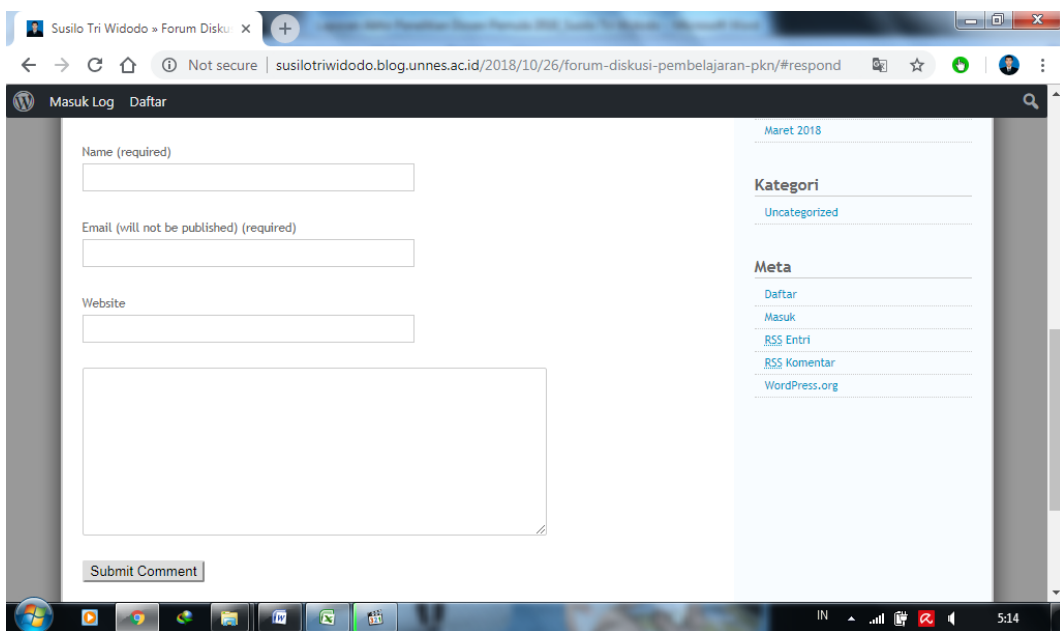 Susilo Tri Widodo » Forum Disku
Not secure | susilotriwidodo.blog.unnes.ac.id/2018/10/26/forum-diskusi-pembelajaran-pkn/#respond
Masuk Log Daftar
Maret 2018
Name (required)
Kategori
Uncategorized
Email (will not be published) (required)
Meta
Daftar
Website
Masuk
RSS Entri
RSS Komentar
WordPress.org
Submit Comment
IN
5:14